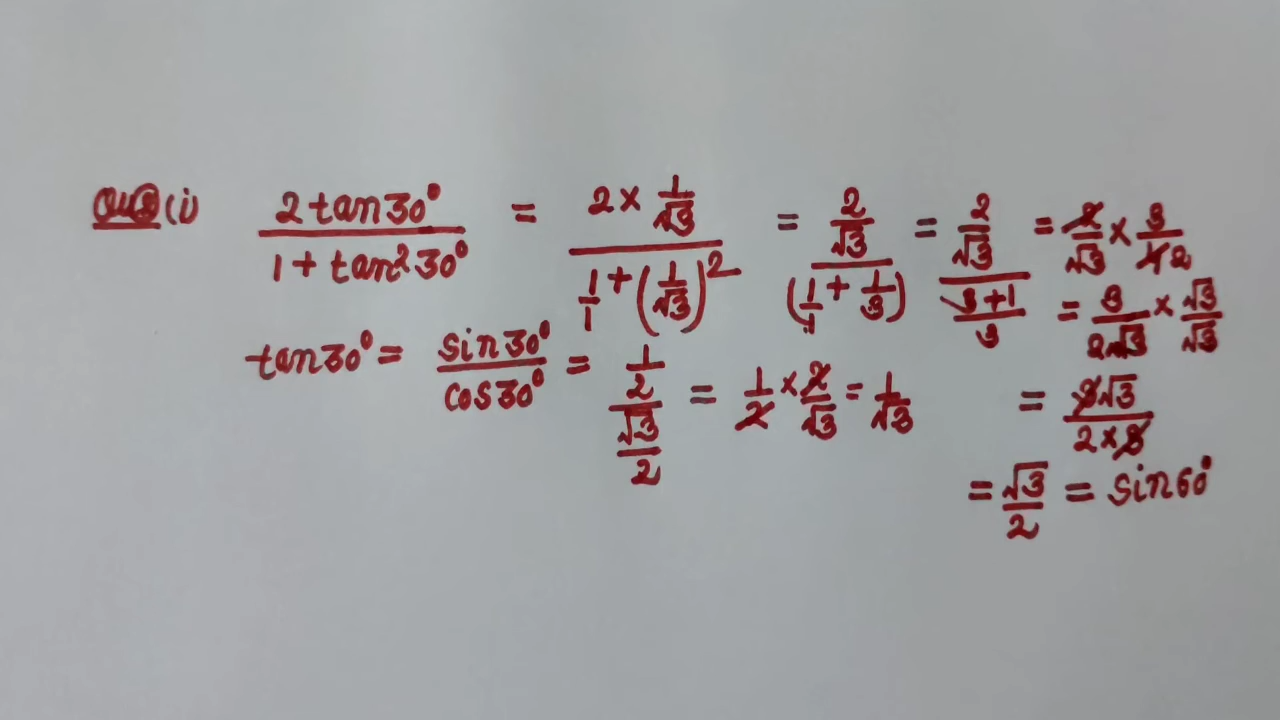 Que(i) 2tan30° / 1 + tan²30° = 2 × 1/√3 / 1/1 + (1/√3)² = 2/√3 / (1/1 + 1/3) = 2/√3 / 3+1/3 = 2/√3 × 3/4 2
= 3/2√3 × √3/√3
tan30° = sin30°/cos30° = 1/2 / √3/2 = 1/2 × 2/√3 = 1/√3
= 3√3 / 2×3
= √3/2 = sin60°